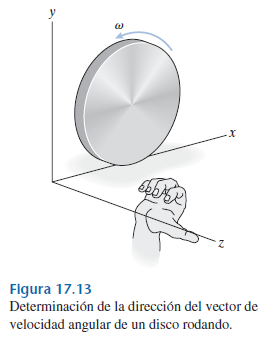 y
ω
x
z
Figura 17.13
Determinación de la dirección del vector de
velocidad angular de un disco rodando.